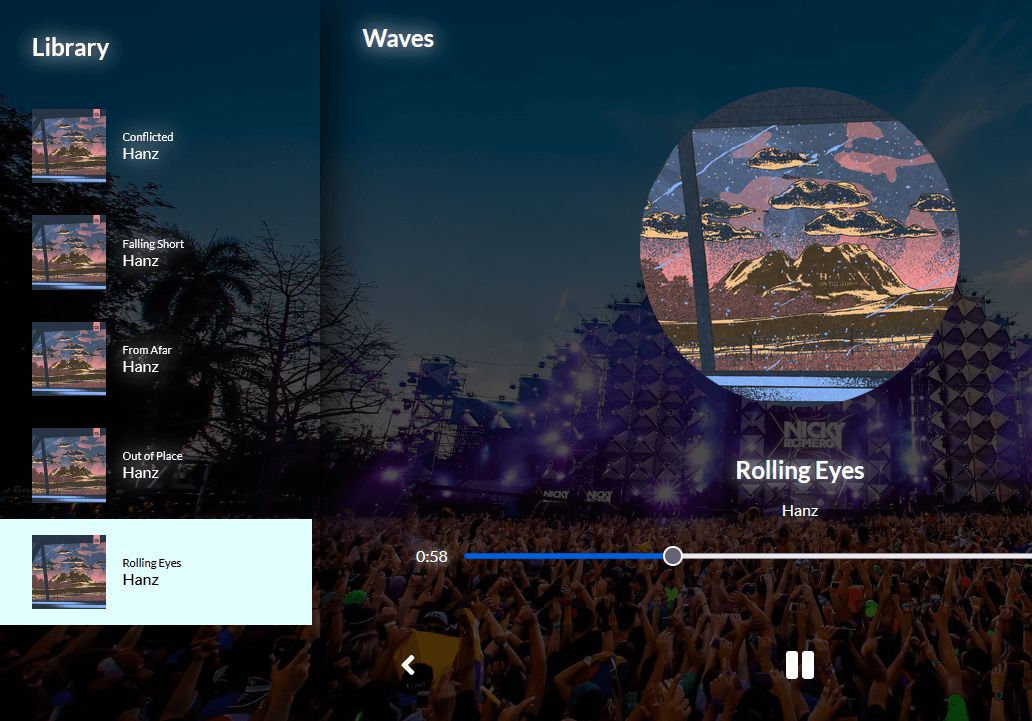 Library
Conflicted
Hanz
Falling Short
Hanz
From Afar
Hanz
Out of Place
Hanz
Rolling Eyes
Hanz
Waves
NICKY
ROMERO
NICKY
NICKY
Rolling Eyes
Hanz
0:58